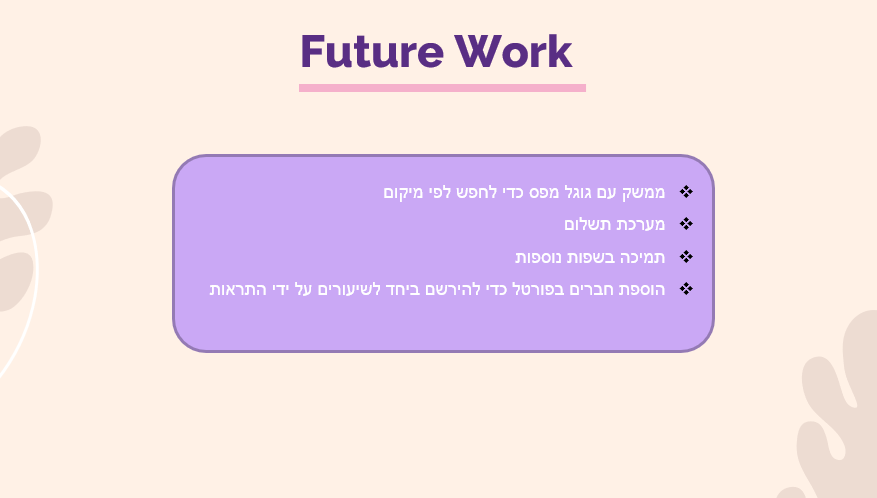 Future Work
❖ ממשק עם גוגל מפס כדי לחפש לפי מיקום
❖ מערכת תשלום
❖ תמיכה בשפות נוספות
❖ הוספת חברים בפורטל כדי להירשם ביחד לשיעורים על ידי התראות